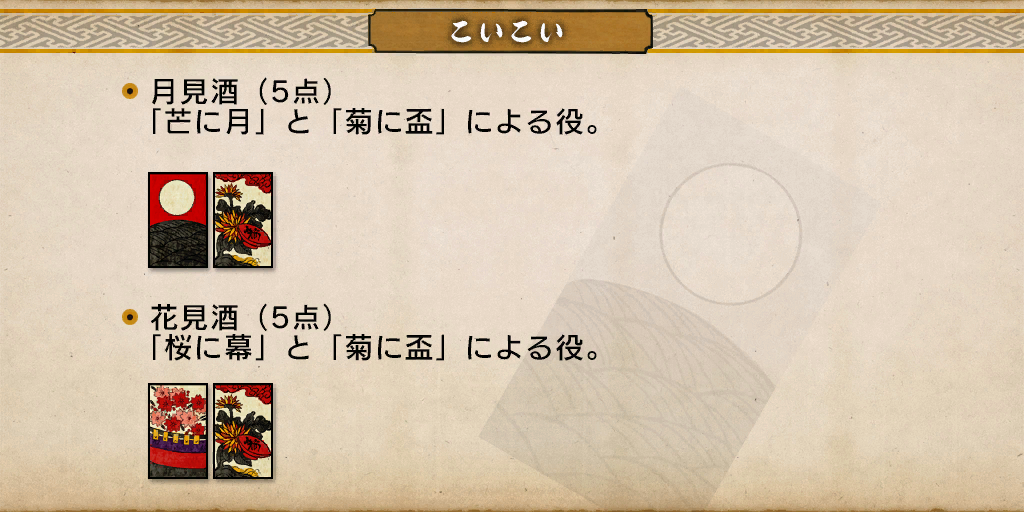 こいこい
月見酒（5点）
「芒に月」と「菊に盃」による役。
花見酒（5点）
「桜に幕」と「菊に盃」による役。